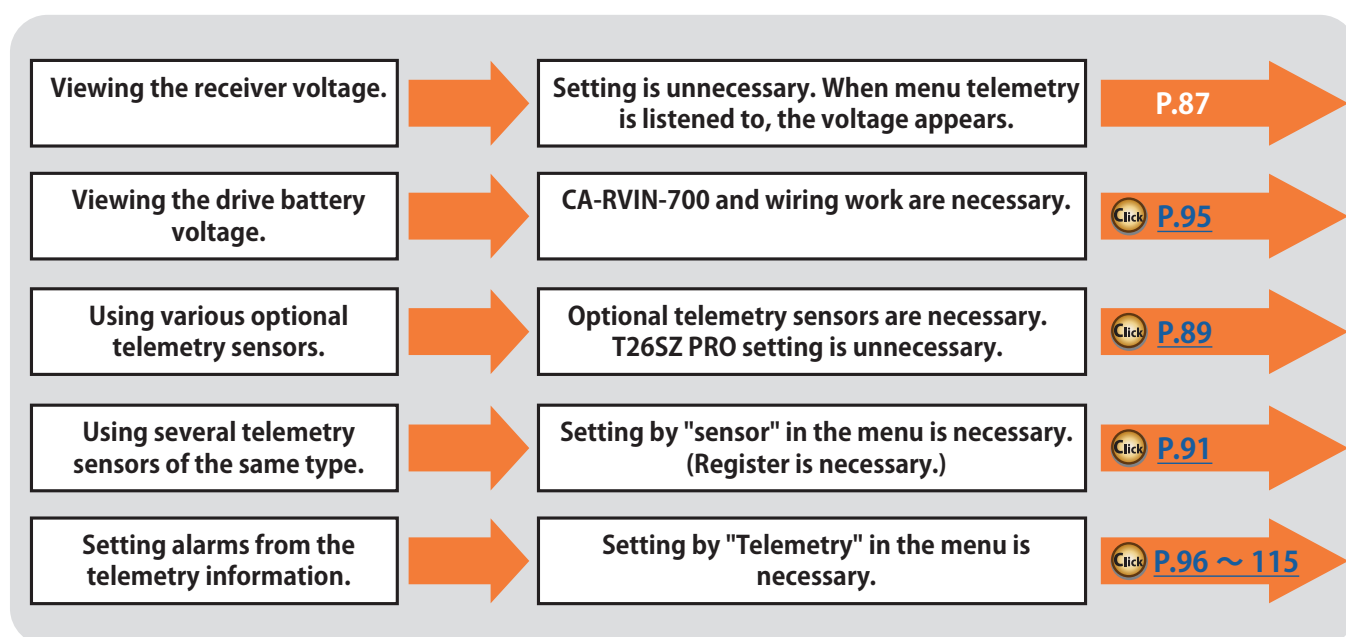 Viewing the receiver voltage.
Setting is unnecessary. When menu telemetry
is listened to, the voltage appears.
P.87
Viewing the drive battery
voltage.
CA-RVIN-700 and wiring work are necessary.
Click P.95
Using various optional
telemetry sensors.
Optional telemetry sensors are necessary.
T26SZ PRO setting is unnecessary.
Click P.89
Using several telemetry
sensors of the same type.
Setting by "sensor" in the menu is necessary.
(Register is necessary.)
Click P.91
Setting alarms from the
telemetry information.
Setting by "Telemetry" in the menu is
necessary.
Click P.96 ～ 115